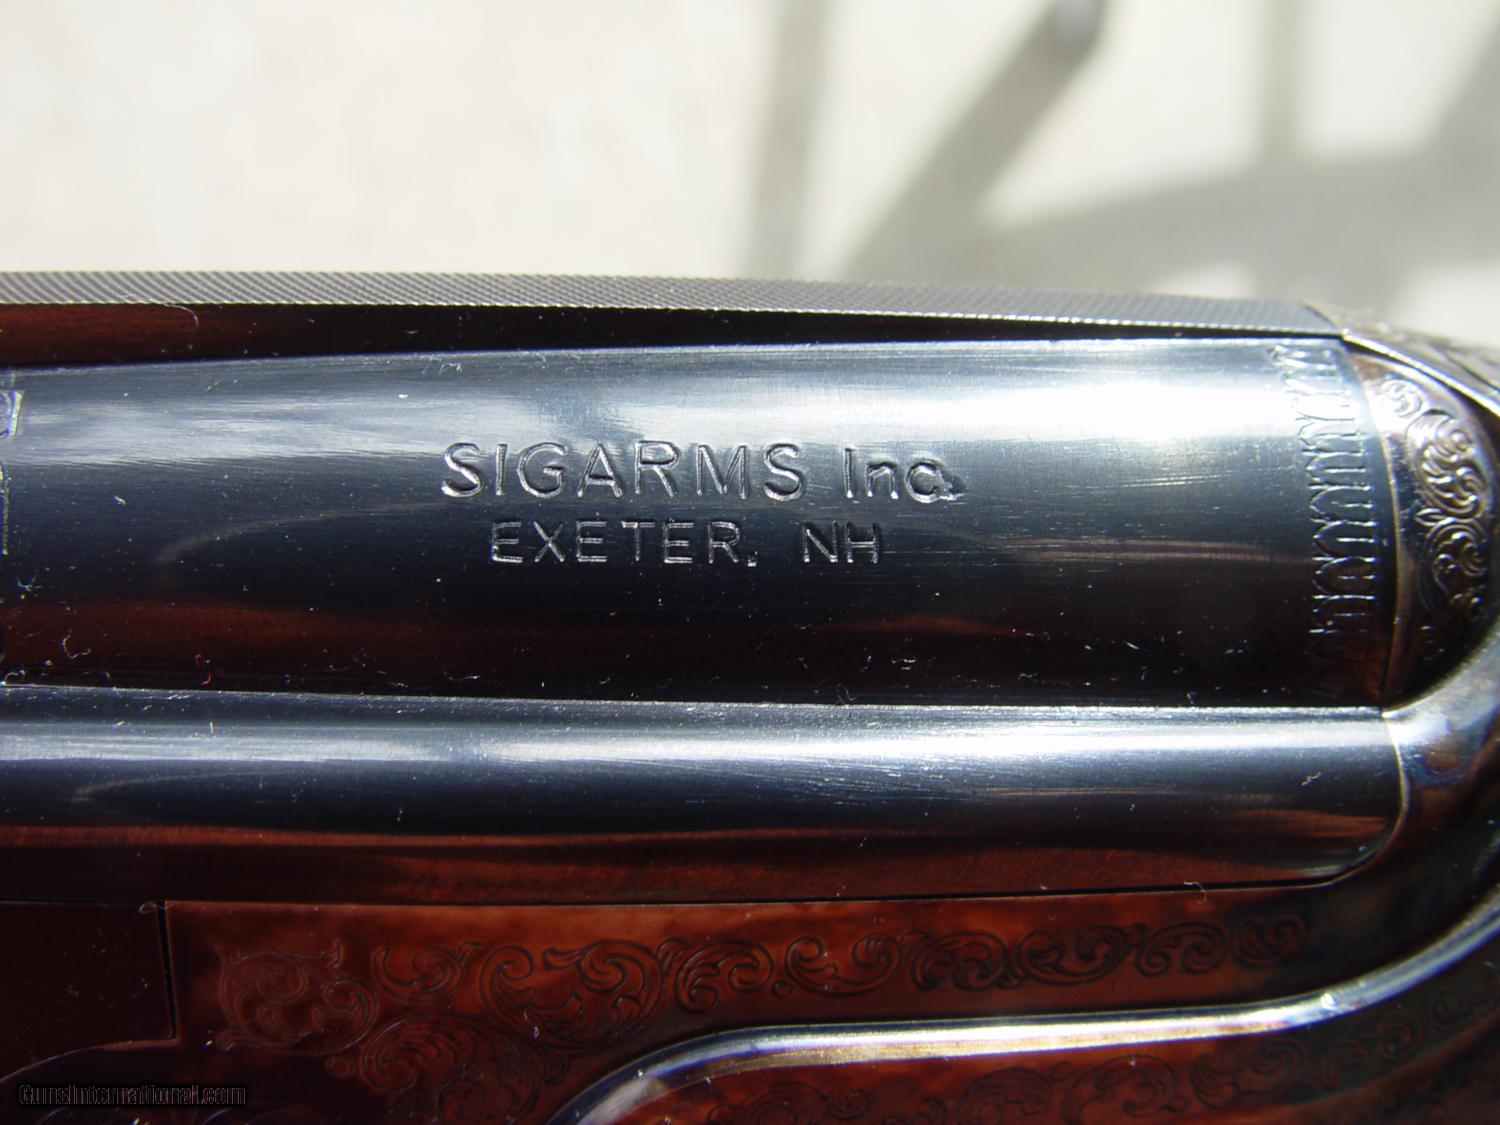 SIGARMS Inc.
EXETER, NH
GunsInternational.com